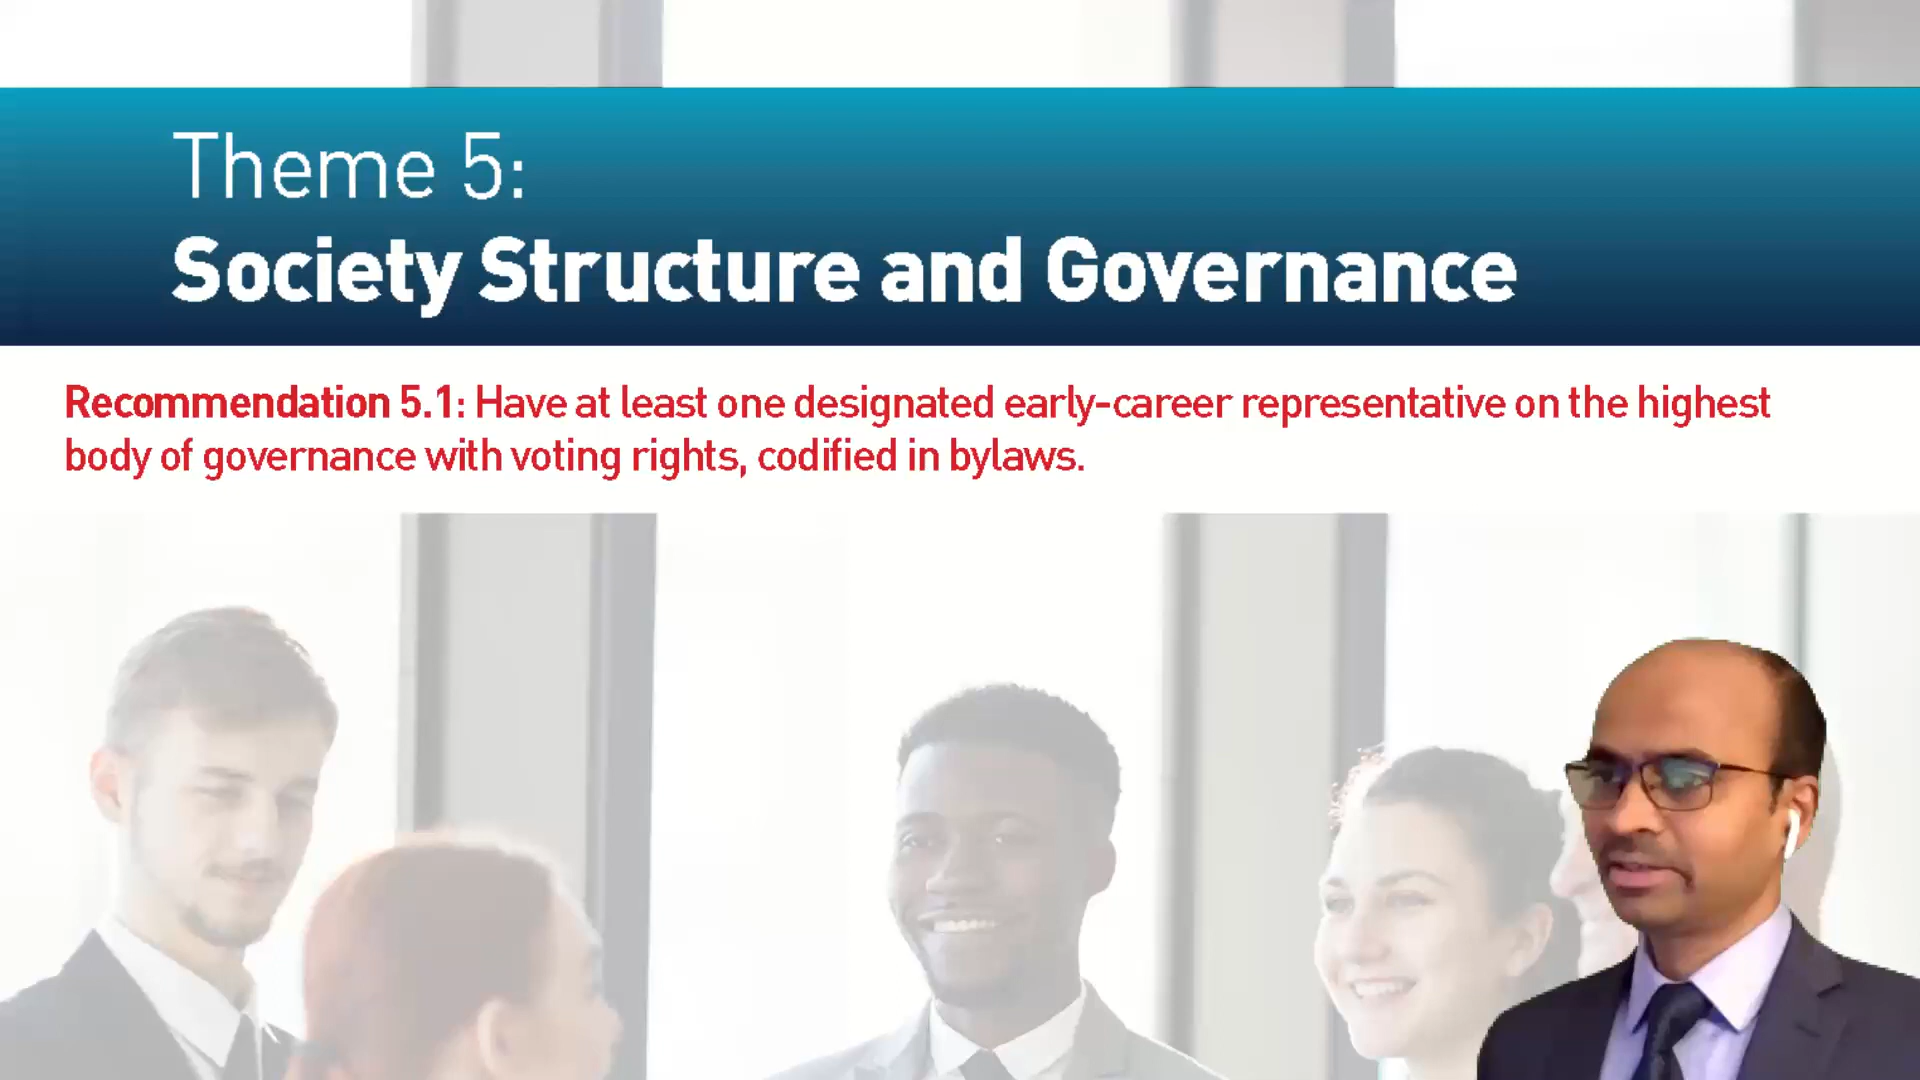 Theme 5:
Society Structure and Governance
Recommendation 5.1: Have at least one designated early-career representative on the highest
body of governance with voting rights, codified in bylaws.